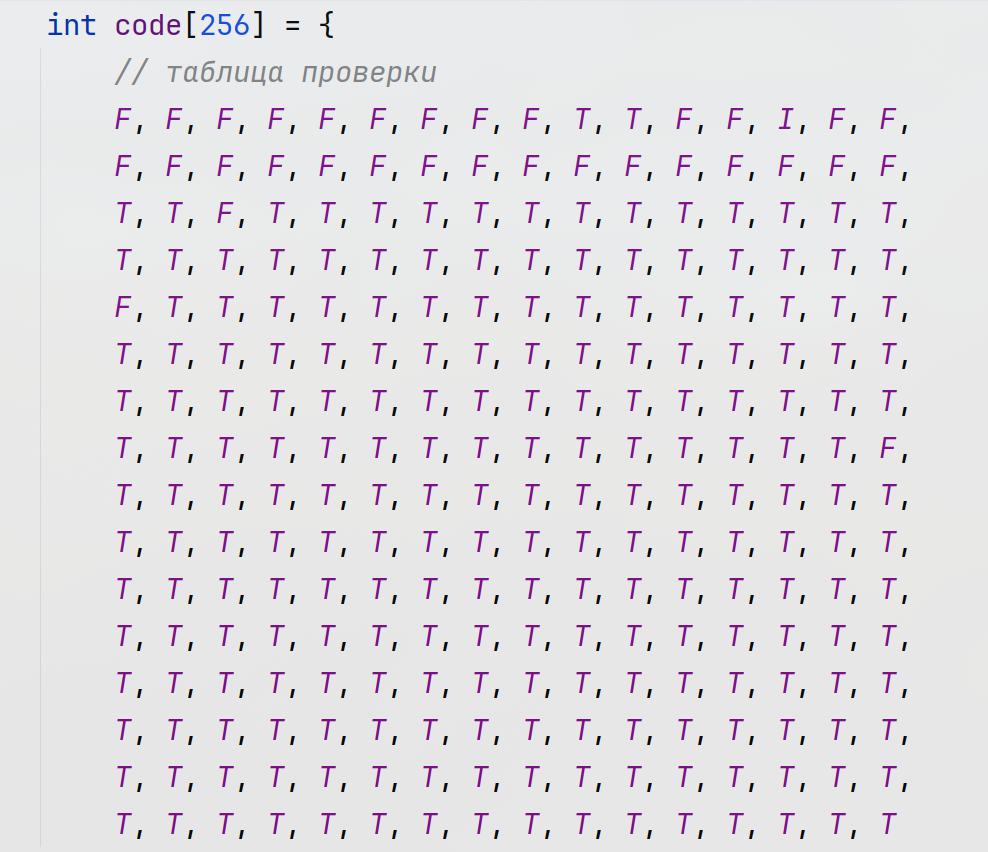 int code[256] = {
// таблица проверки
F, F, F, F, F, F, F, F, F, T, T, F, F, I, F, F,
F, F, F, F, F, F, F, F, F, F, F, F, F, F, F, F,
T, T, F, T, T, T, T, T, T, T, T, T, T, T, T, T,
T, T, T, T, T, T, T, T, T, T, T, T, T, T, T, T,
F, T, T, T, T, T, T, T, T, T, T, T, T, T, T, T,
T, T, T, T, T, T, T, T, T, T, T, T, T, T, T, T,
T, T, T, T, T, T, T, T, T, T, T, T, T, T, T, T,
T, T, T, T, T, T, T, T, T, T, T, T, T, T, T, F,
T, T, T, T, T, T, T, T, T, T, T, T, T, T, T, T,
T, T, T, T, T, T, T, T, T, T, T, T, T, T, T, T,
T, T, T, T, T, T, T, T, T, T, T, T, T, T, T, T,
T, T, T, T, T, T, T, T, T, T, T, T, T, T, T, T,
T, T, T, T, T, T, T, T, T, T, T, T, T, T, T, T,
T, T, T, T, T, T, T, T, T, T, T, T, T, T, T, T,
T, T, T, T, T, T, T, T, T, T, T, T, T, T, T, T,
T, T, T, T, T, T, T, T, T, T, T, T, T, T, T, T